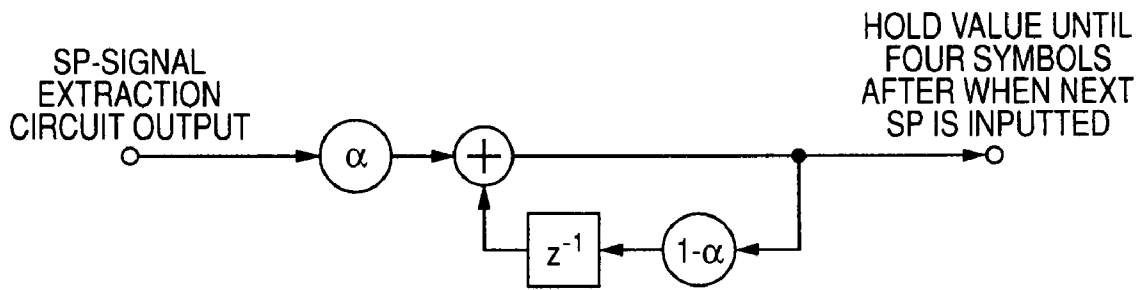 SP-SIGNAL
EXTRACTION
CIRCUIT OUTPUT
α
+
z⁻¹
1-α
HOLD VALUE UNTIL
FOUR SYMBOLS
AFTER WHEN NEXT
SP IS INPUTTED